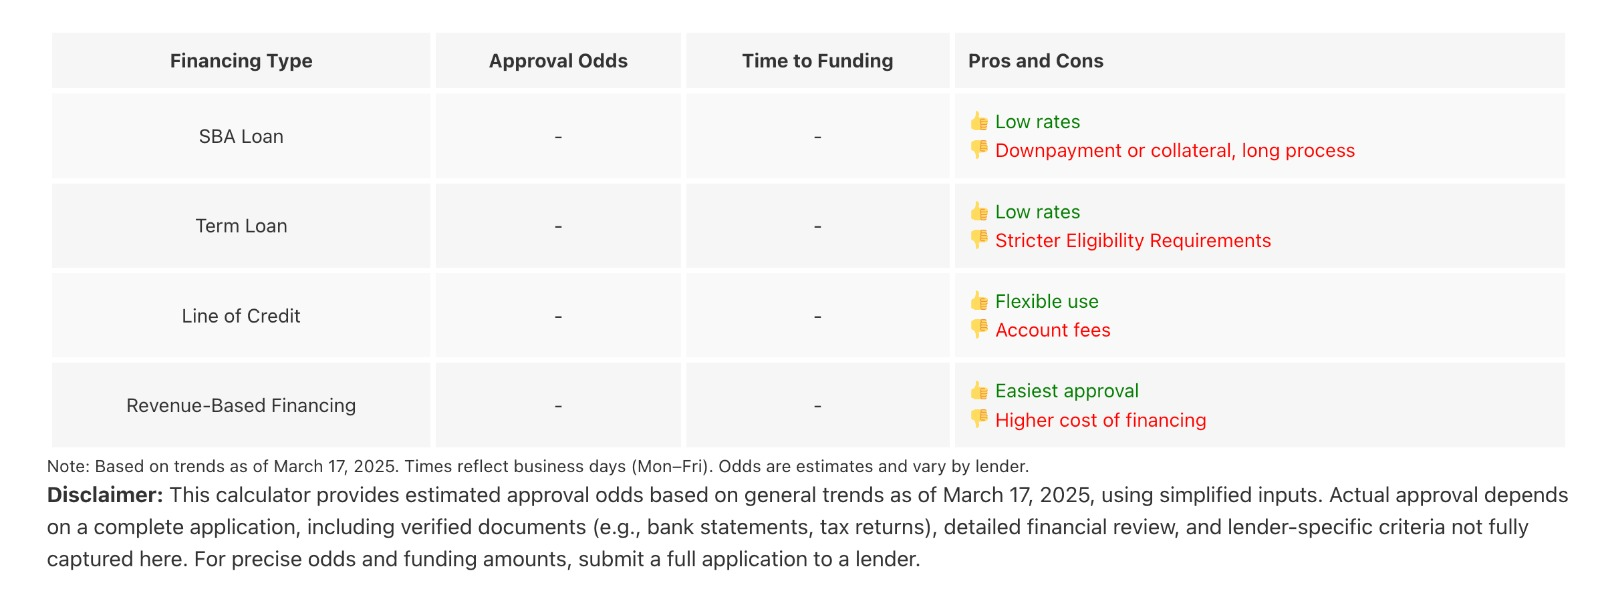 Financing Type Approval Odds Time to Funding Pros and Cons
SBA Loan - - 👍 Low rates
👎 Downpayment or collateral, long process
Term Loan - - 👍 Low rates
👎 Stricter Eligibility Requirements
Line of Credit - - 👍 Flexible use
👎 Account fees
Revenue-Based Financing - - 👍 Easiest approval
👎 Higher cost of financing
Note: Based on trends as of March 17, 2025. Times reflect business days (Mon–Fri). Odds are estimates and vary by lender.
Disclaimer: This calculator provides estimated approval odds based on general trends as of March 17, 2025, using simplified inputs. Actual approval depends
on a complete application, including verified documents (e.g., bank statements, tax returns), detailed financial review, and lender-specific criteria not fully
captured here. For precise odds and funding amounts, submit a full application to a lender.